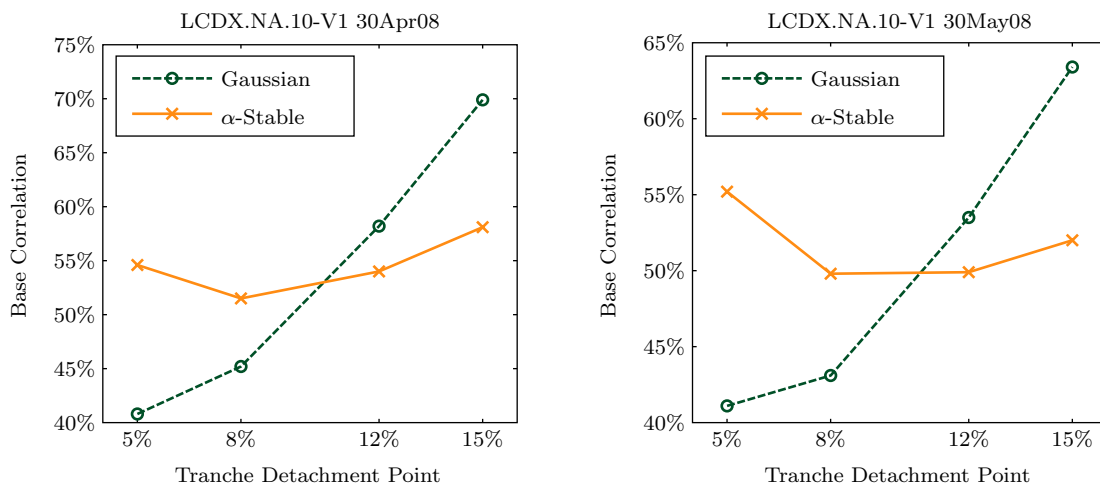 LCDX.NA.10-V1 30Apr08
75%
70%
65%
60%
55%
50%
45%
40%
Base Correlation
Gaussian
α-Stable
5% 8% 12% 15%
Tranche Detachment Point
LCDX.NA.10-V1 30May08
65%
60%
55%
50%
45%
40%
Base Correlation
Gaussian
α-Stable
5% 8% 12% 15%
Tranche Detachment Point